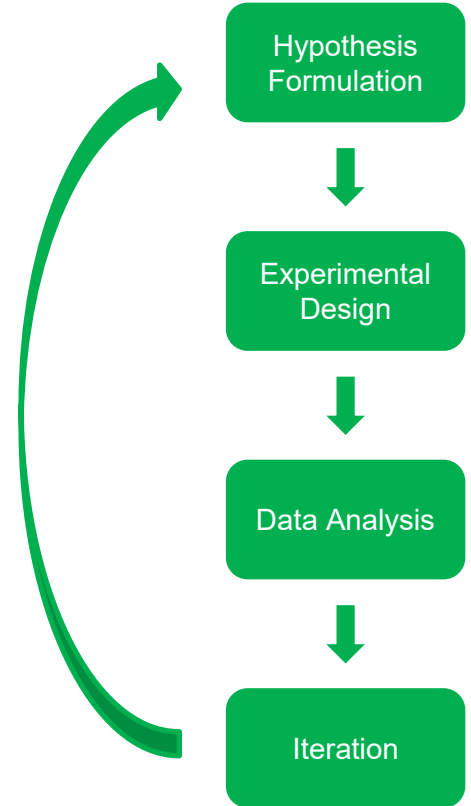 Hypothesis
Formulation
Experimental
Design
Data Analysis
Iteration